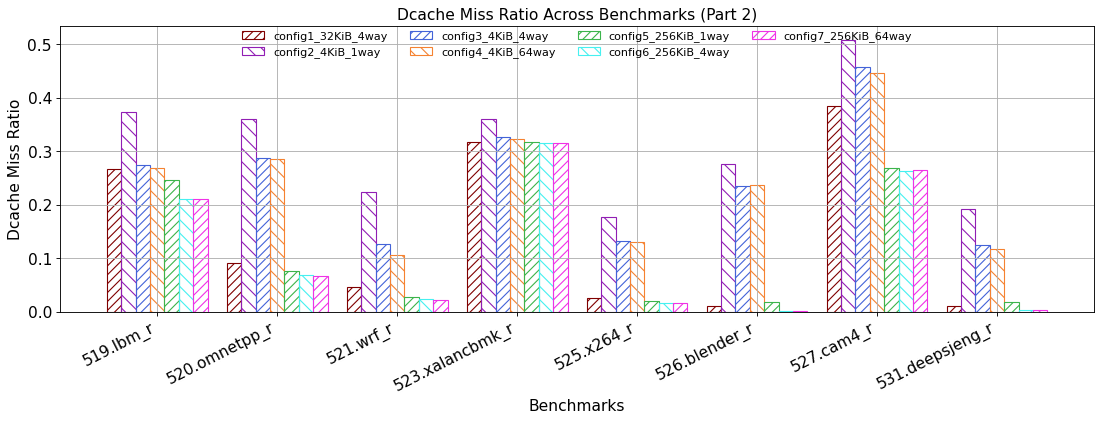 Dcache Miss Ratio Across Benchmarks (Part 2)
config1_32KiB_4way config3_4KiB_4way config5_256KiB_1way config7_256KiB_64way
config2_4KiB_1way config4_4KiB_64way config6_256KiB_4way
Dcache Miss Ratio
0.5
0.4
0.3
0.2
0.1
0.0
519.lbm_r 520.omnetpp_r 521.wrf_r 523.xalancbmk_r 525.x264_r 526.blender_r 527.cam4_r 531.deepsjeng_r
Benchmarks